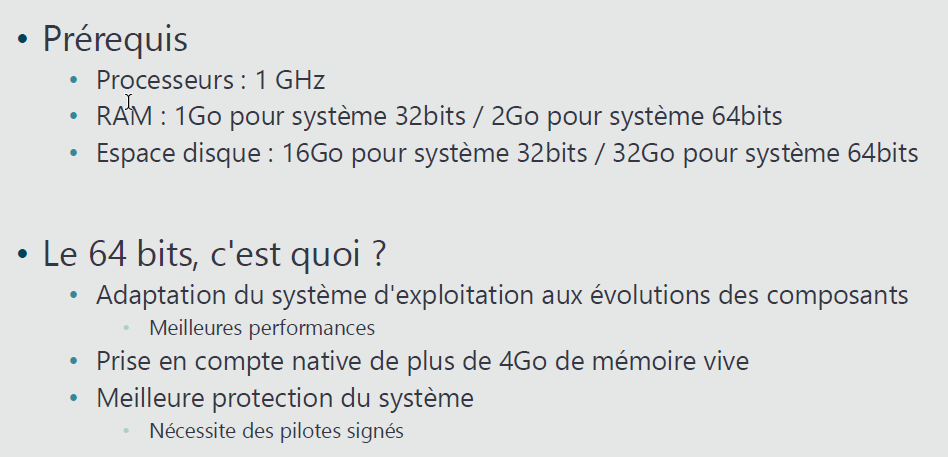 Prérequis
Processeurs : 1 GHz
RAM : 1Go pour système 32bits / 2Go pour système 64bits
Espace disque : 16Go pour système 32bits / 32Go pour système 64bits
Le 64 bits, c'est quoi ?
Adaptation du système d'exploitation aux évolutions des composants
Meilleures performances
Prise en compte native de plus de 4Go de mémoire vive
Meilleure protection du système
Nécessite des pilotes signés